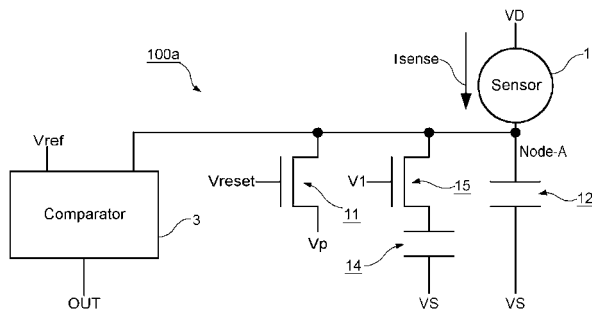 VD
100a
Isense
1
Sensor
Vref
Node-A
Vreset
V1
15
12
Comparator
11
3
Vp
14
OUT
VS
VS